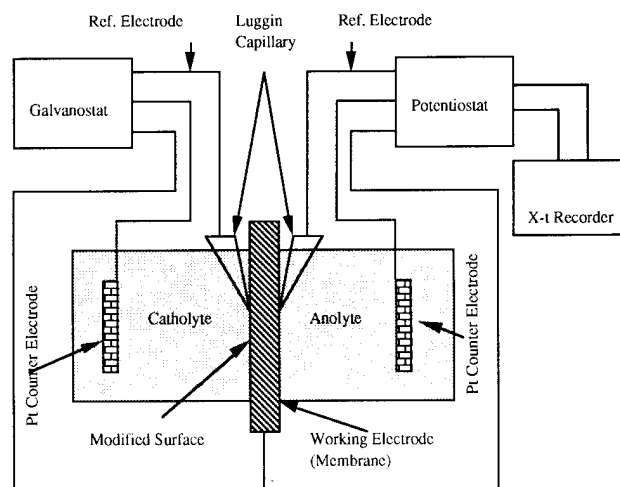 Ref. Electrode
Luggin
Capillary
Ref. Electrode
Galvanostat
Potentiostat
X-t Recorder
Catholyte
Anolyte
Pt Counter Electrode
Pt Counter Electrode
Modified Surface
Working Electrode
(Membrane)